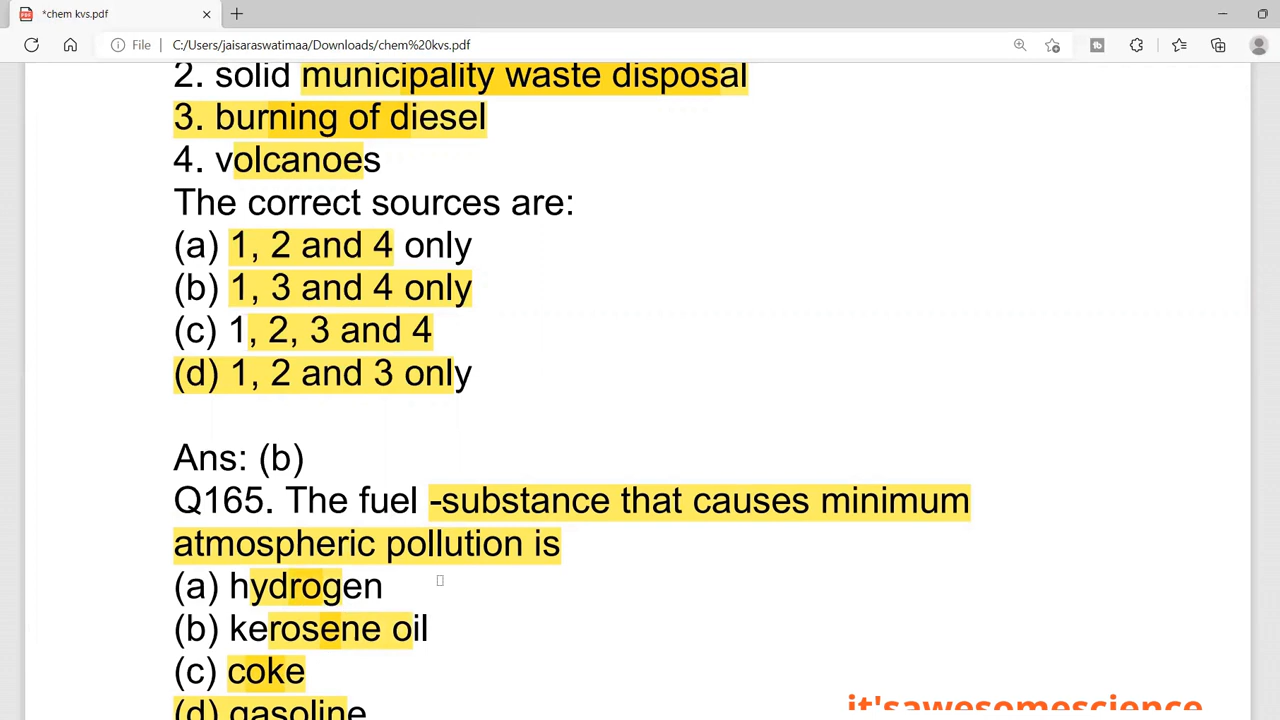 *chem kvs.pdf
File C:/Users/jaisaraswatimaa/Downloads/chem%20kvs.pdf
2. solid municipality waste disposal
3. burning of diesel
4. volcanoes
The correct sources are:
(a) 1, 2 and 4 only
(b) 1, 3 and 4 only
(c) 1, 2, 3 and 4
(d) 1, 2 and 3 only
Ans: (b)
Q165. The fuel -substance that causes minimum
atmospheric pollution is
(a) hydrogen
(b) kerosene oil
(c) coke
(d) gasoline
it'sawesomescience